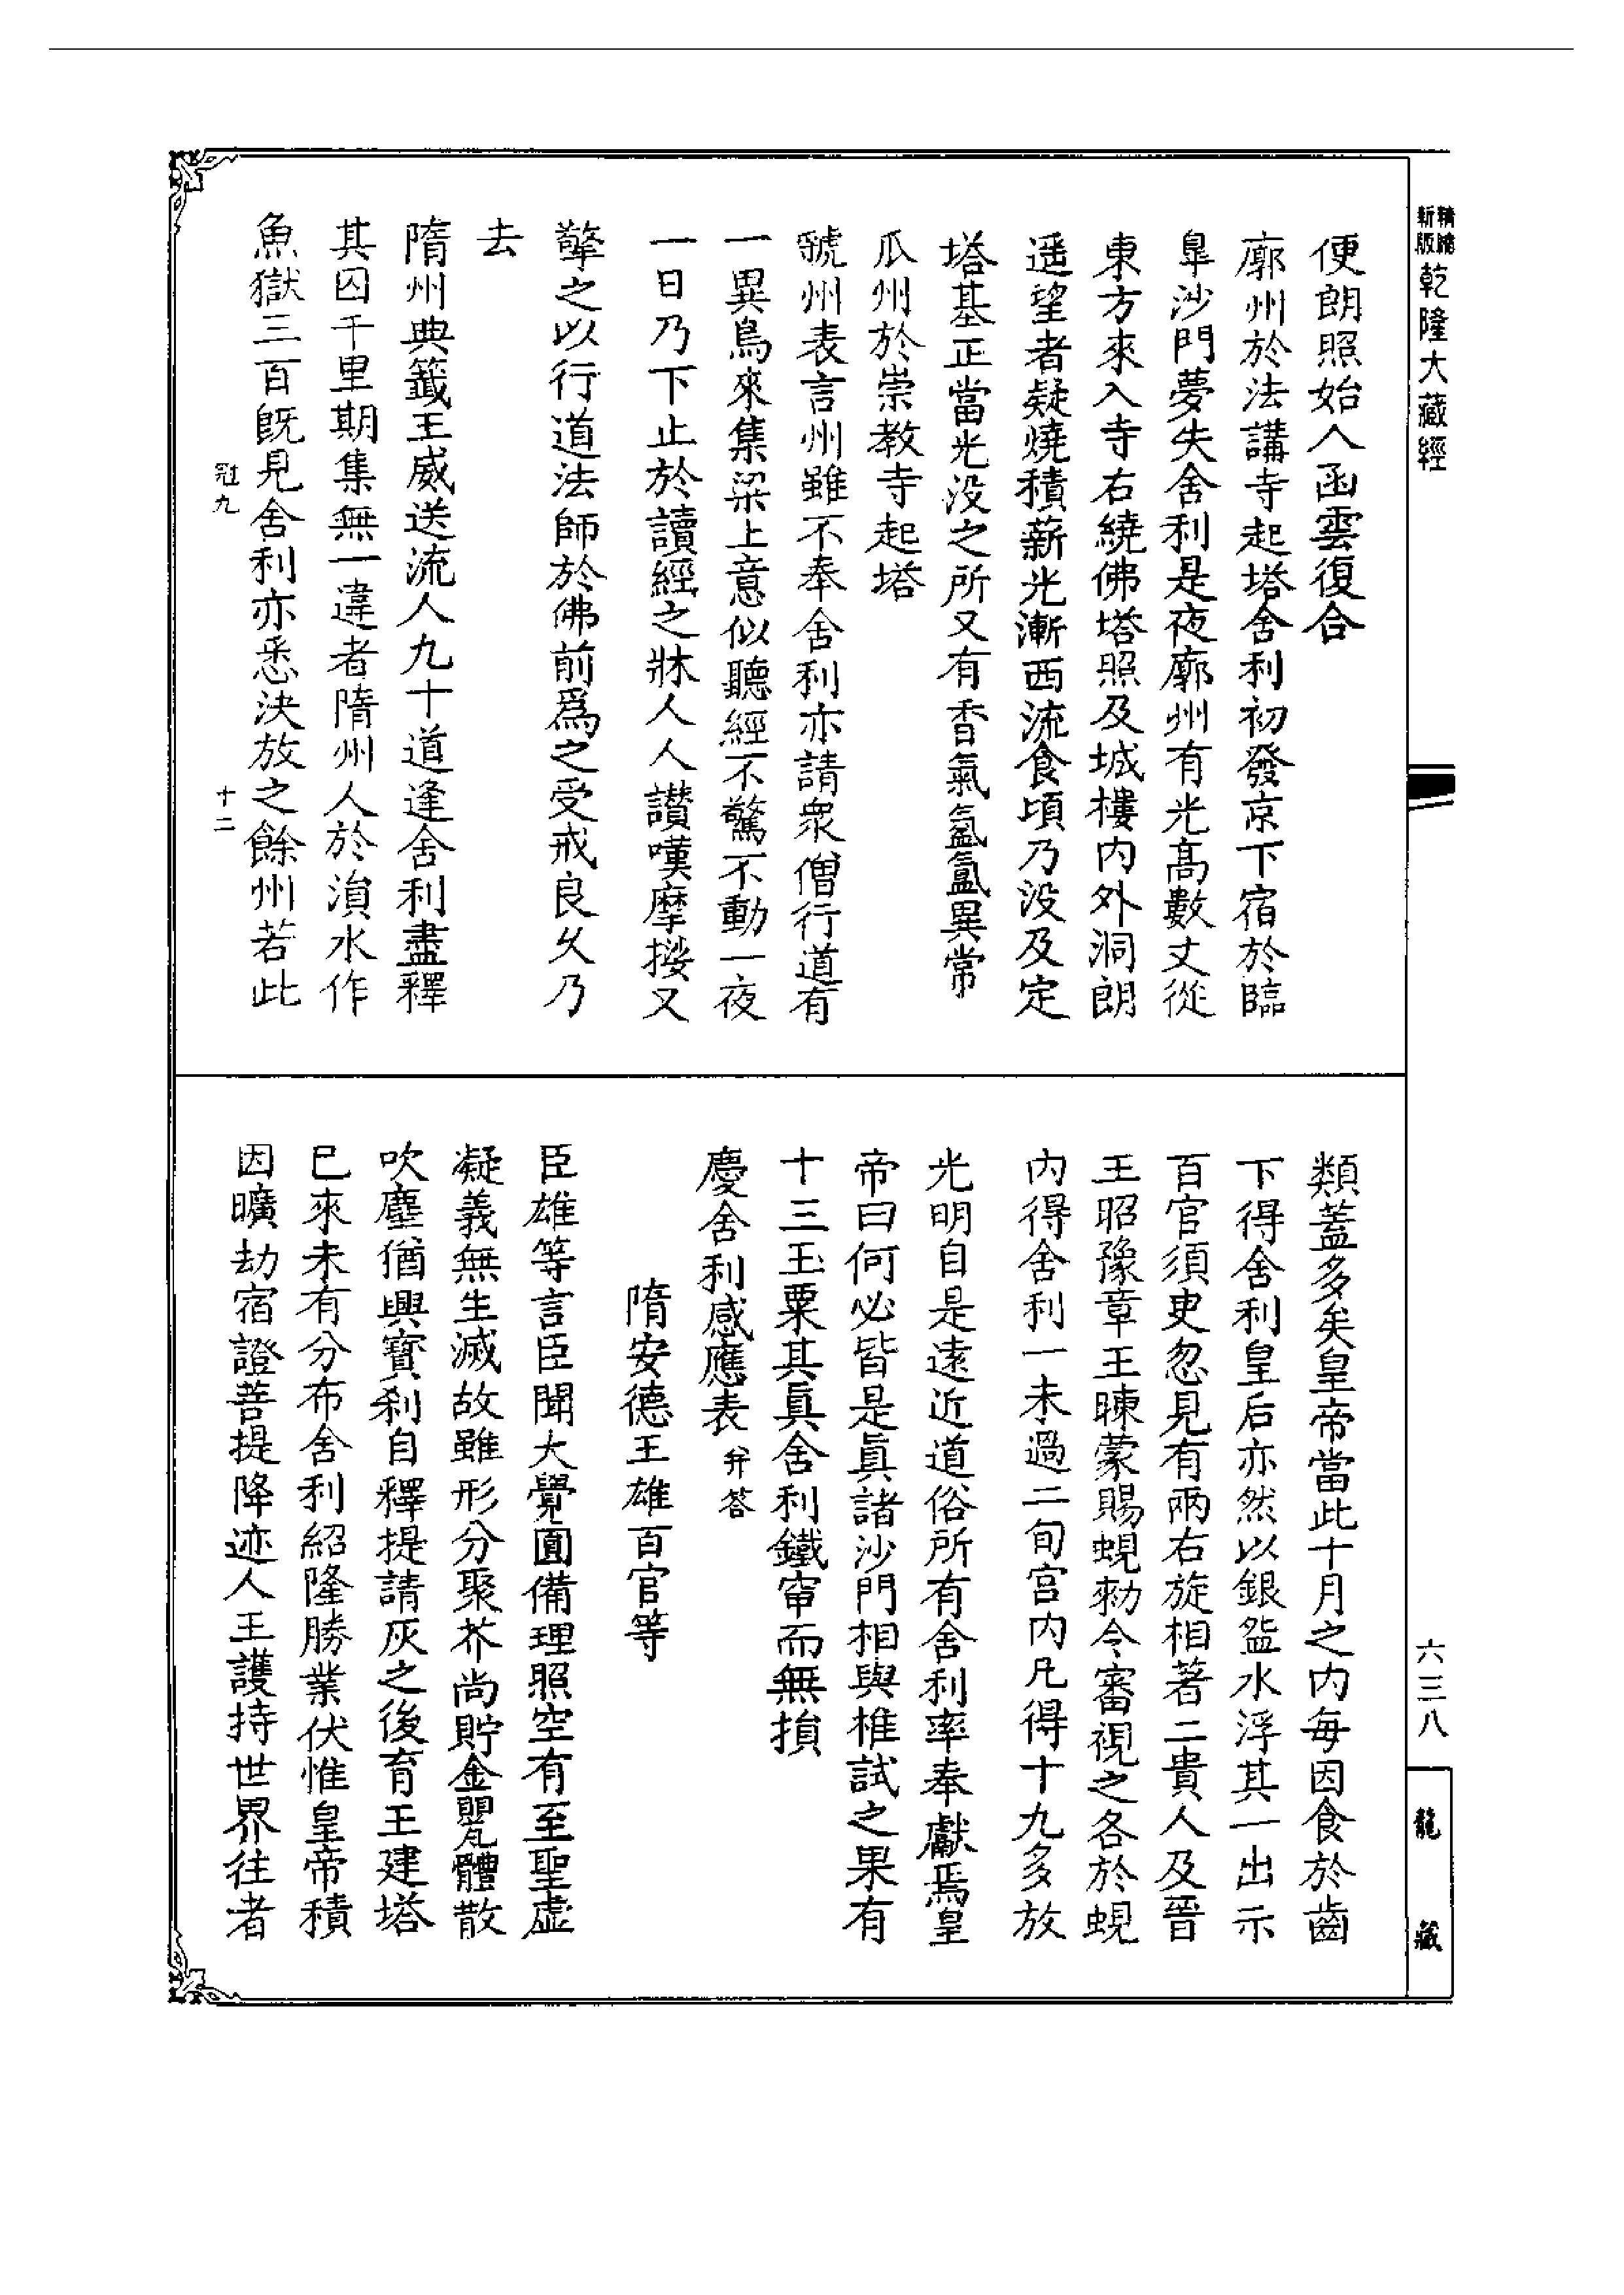 精縮新版乾隆大藏經
便朗照始入函雲復合
廓州於法講寺起塔舍利初發京下宿於臨
臯沙門夢失舍利是夜廓州有光高數丈從
東方來入寺右繞佛塔照及城樓內外洞朗
遥望者疑燒積薪光漸西流食頃乃沒及定
塔基正當光沒之所又有香氣氤氳異常
瓜州於崇教寺起塔
虢州表言州雖不奉舍利亦請衆僧行道有
一異鳥來集梁上意似聽經不驚不動一夜
一日乃下止於讀經之牀人人讃嘆摩挼又
擎之以行道法師於佛前爲之受戒良乆乃
去
隋州典籤王威送流人九十道逢舍利盡釋
其囚千里期集無一違者隋州人於溳水作
魚獄三百旣見舍利亦悉決放之餘州若此
冠九 十二
類蓋多矣皇帝當此十月之內每因食於齒
下得舍利皇后亦然以銀盌水浮其一出示
百官須臾忽見有兩右旋相著二貴人及晉
王昭豫章王暕蒙賜蜆勑令審視之各於蜆
內得舍利一未過二旬宮內凡得十九多放
光明自是遠近道俗所有舍利率奉獻焉皇
帝曰何必皆是眞諸沙門相與椎試之果有
十三玉粟其眞舍利鐵窂而無損
慶舍利感應表并答
隋安德王雄百官等
臣雄等言臣聞大覺圓備理照空有至聖虛
凝義無生滅故雖形分聚芥尚貯金甖體散
吹塵猶興寳刹自釋提請灰之後育王建塔
已來未有分布舍利紹隆勝業伏惟皇帝積
因曠劫宿證菩提降迹人王護持世界往者
六三八
龍藏